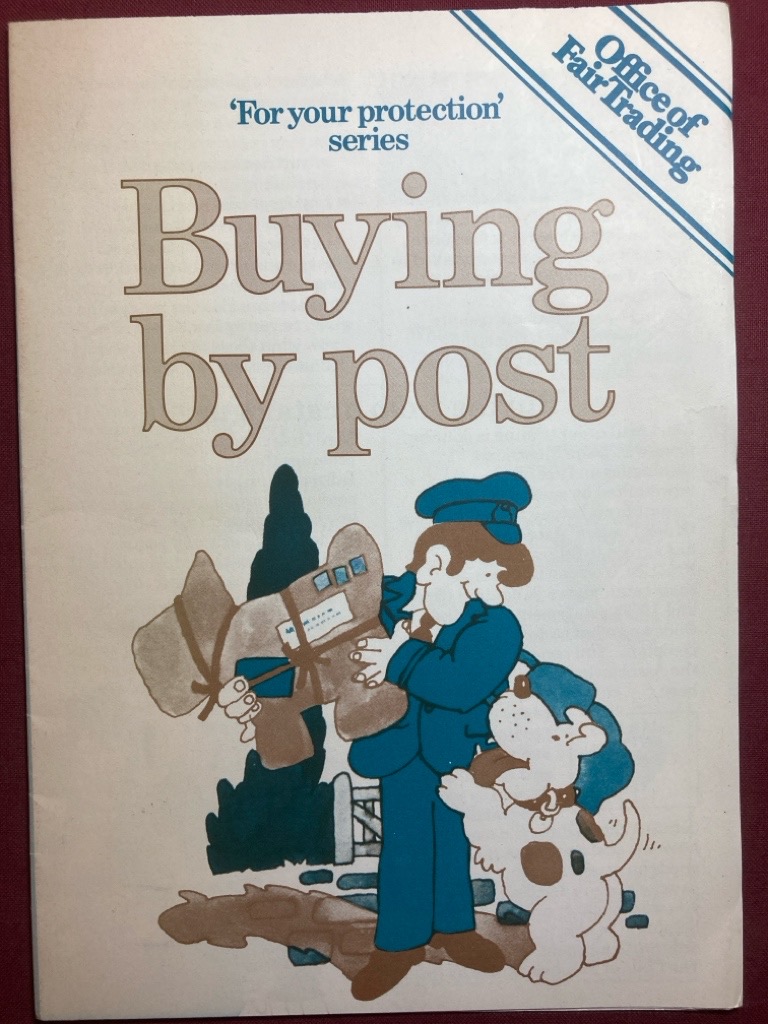 Office of
Fair Trading
‘For your protection’
series
Buying
by post